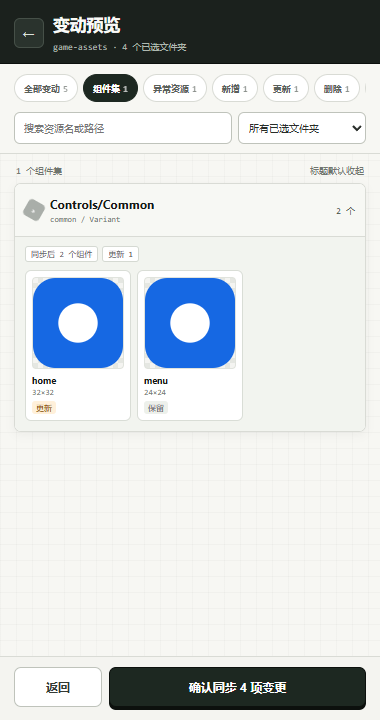 ←
变动预览
game-assets · 4 个已选文件夹
全部变动 5
组件集 1
异常资源 1
新增 1
更新 1
删除 1
搜索资源名或路径
所有已选文件夹
1 个组件集
标题默认收起
Controls/Common
common / Variant
2 个
同步后 2 个组件
更新 1
home
32×32
更新
menu
24×24
保留
返回
确认同步 4 项变更